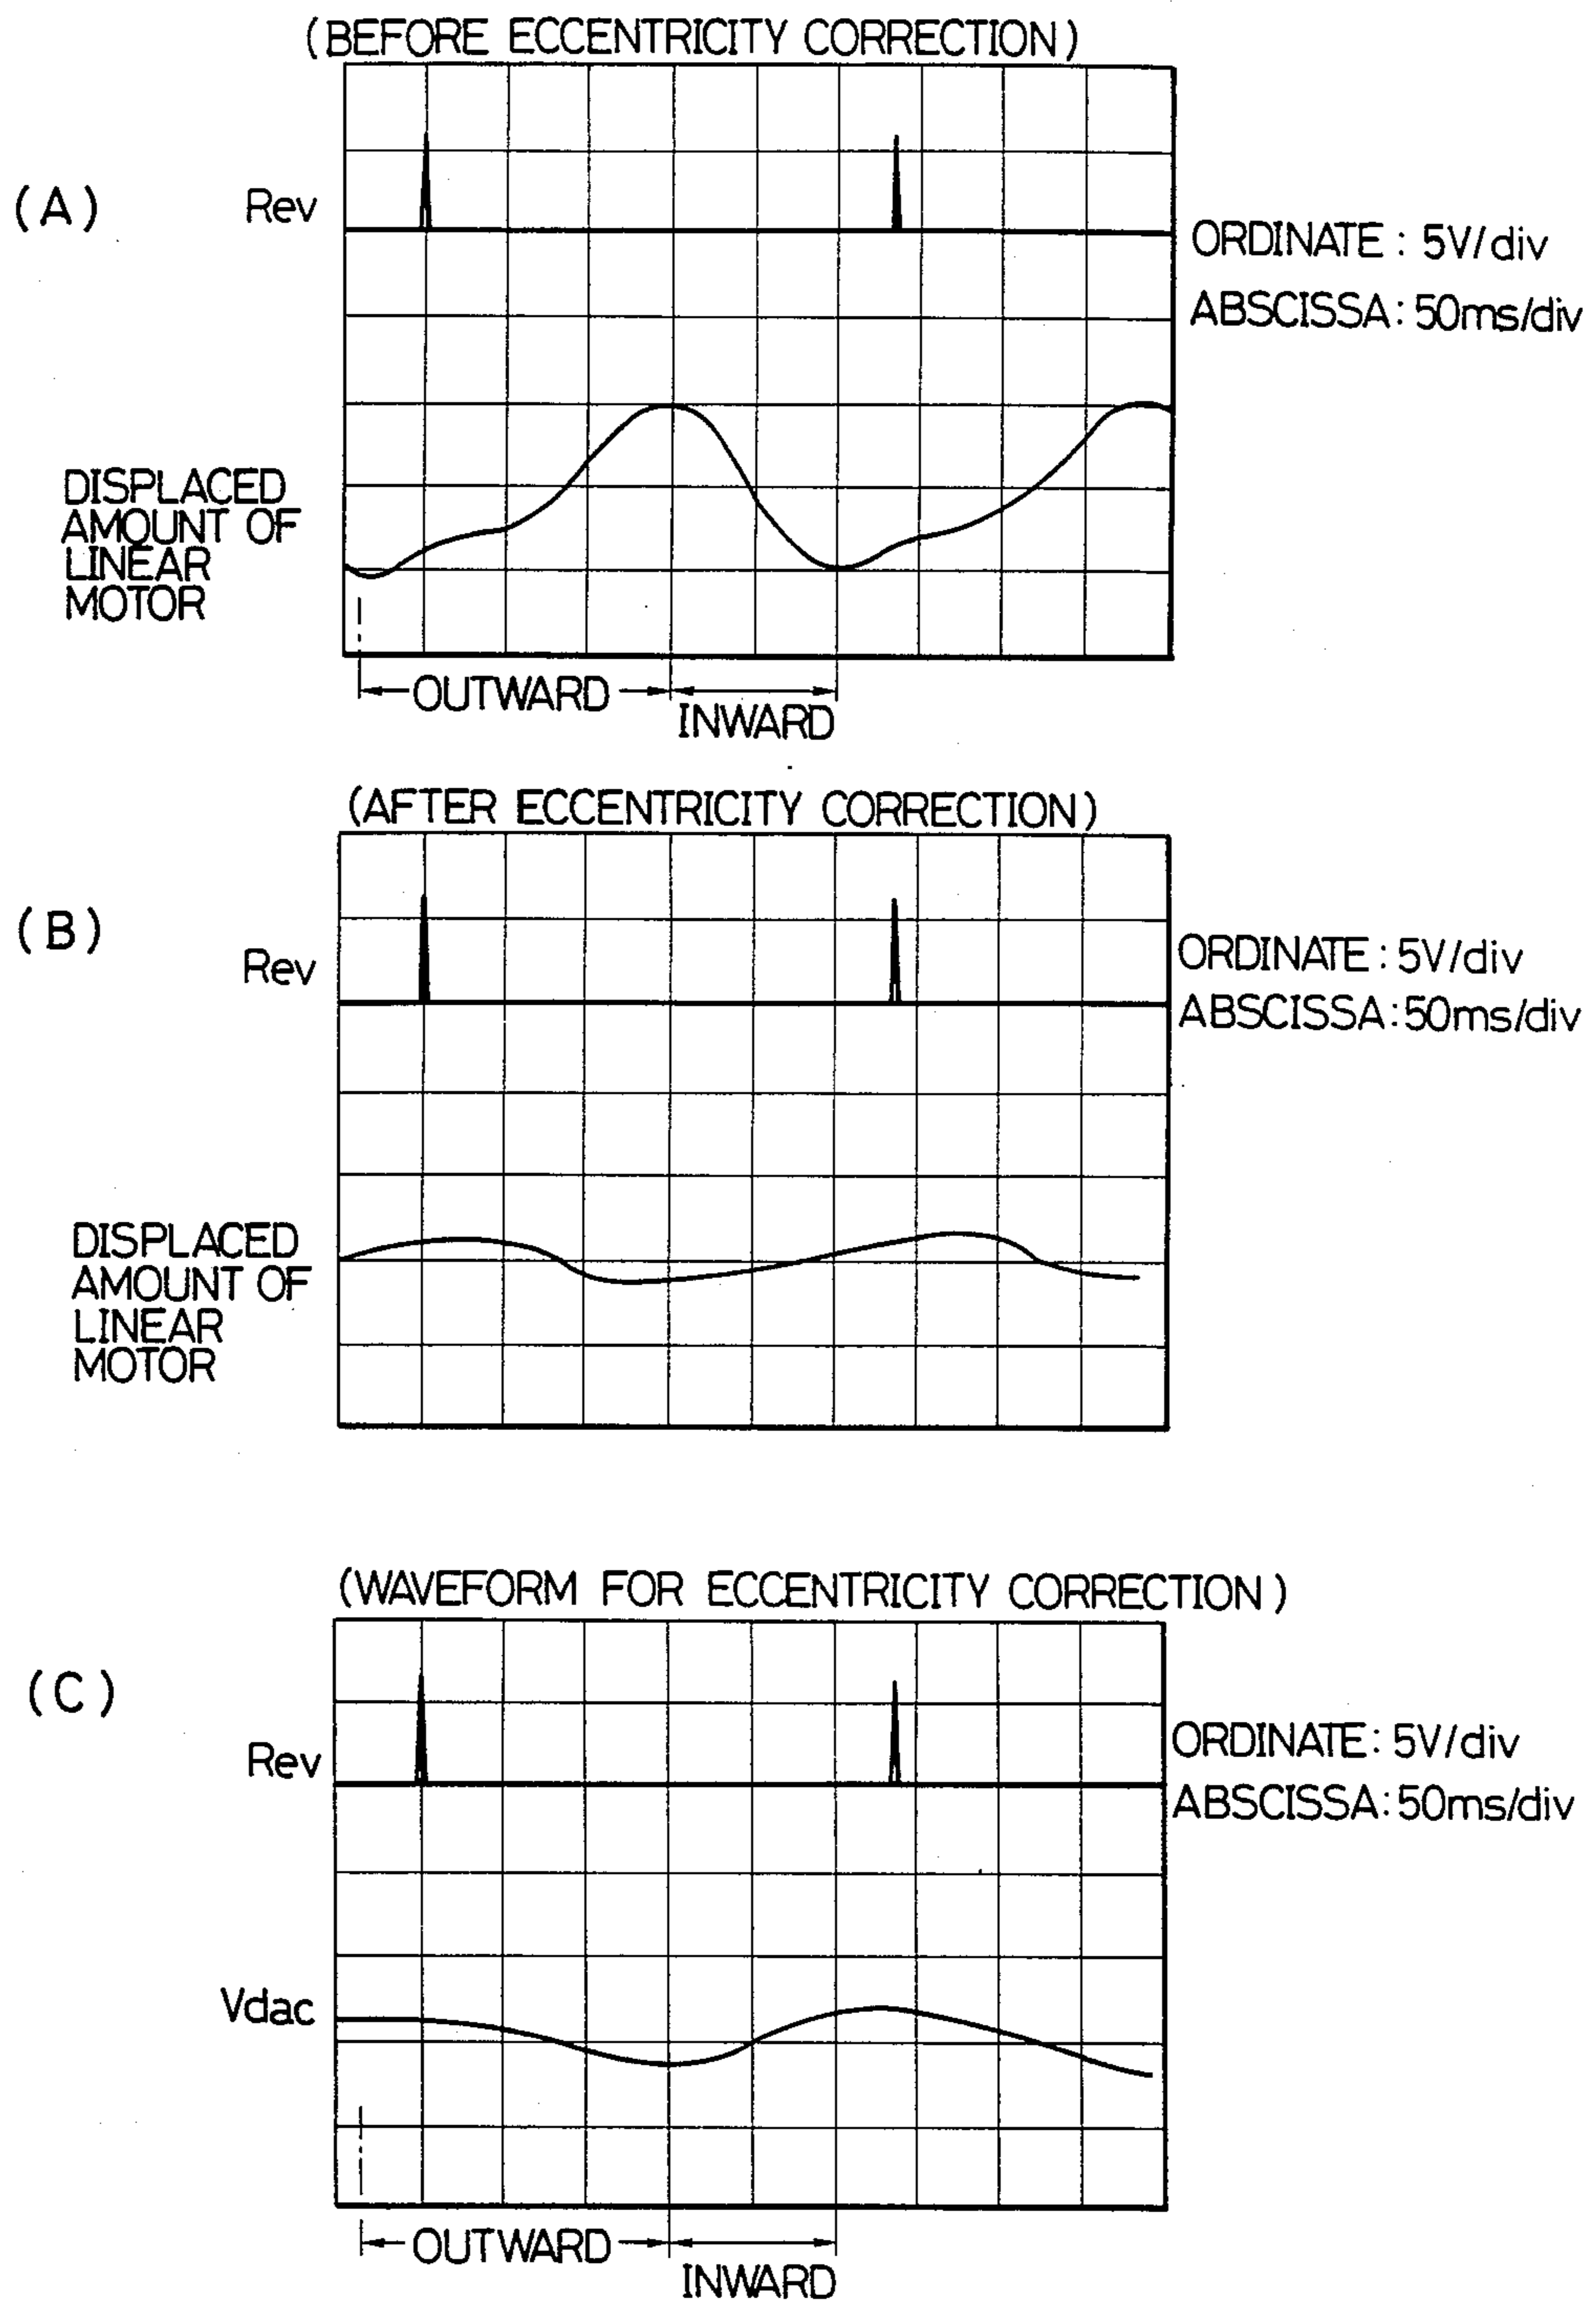 (BEFORE ECCENTRICITY CORRECTION)
(A)
Rev
ORDINATE : 5V/div
ABSCISSA: 50ms/div
DISPLACED
AMOUNT OF
LINEAR
MOTOR
OUTWARD
INWARD
(AFTER ECCENTRICITY CORRECTION)
(B)
Rev
ORDINATE : 5V/div
ABSCISSA: 50ms/div
DISPLACED
AMOUNT OF
LINEAR
MOTOR
(WAVEFORM FOR ECCENTRICITY CORRECTION)
(C)
Rev
ORDINATE: 5V/div
ABSCISSA: 50ms/div
Vdac
OUTWARD
INWARD